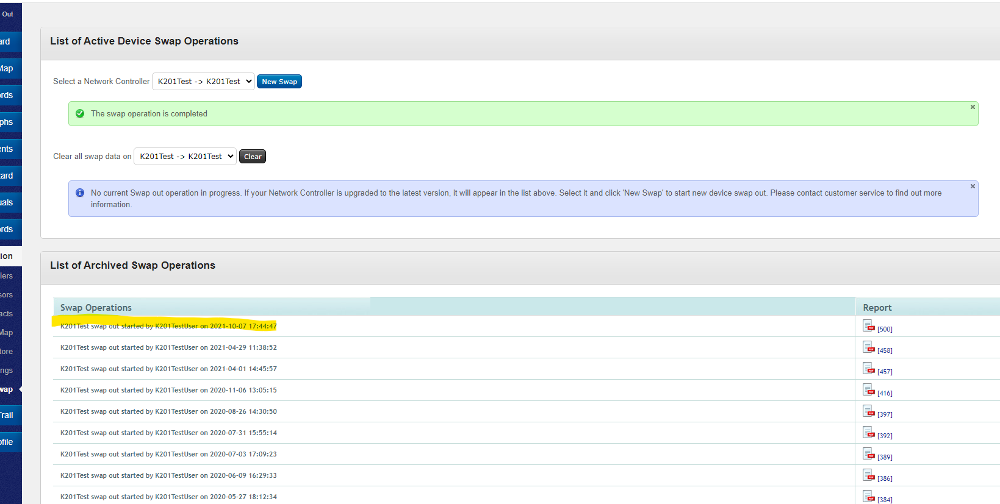 Out
ard
Map
ords
phs
ents
ard
uals
ords
ion
lers
sors
acts
Map
tore
ngs
wap
Trail
ofile
List of Active Device Swap Operations
Select a Network Controller K201Test -> K201Test New Swap
The swap operation is completed
Clear all swap data on K201Test -> K201Test Clear
No current Swap out operation in progress. If your Network Controller is upgraded to the latest version, it will appear in the list above. Select it and click 'New Swap' to start new device swap out. Please contact customer service to find out more
information.
List of Archived Swap Operations
Swap Operations Report
K201Test swap out started by K201TestUser on 2021-10-07 17:44:47 [500]
K201Test swap out started by K201TestUser on 2021-04-29 11:38:52 [458]
K201Test swap out started by K201TestUser on 2021-04-01 14:45:57 [457]
K201Test swap out started by K201TestUser on 2020-11-06 13:05:15 [416]
K201Test swap out started by K201TestUser on 2020-08-26 14:30:50 [397]
K201Test swap out started by K201TestUser on 2020-07-31 15:55:14 [392]
K201Test swap out started by K201TestUser on 2020-07-03 17:09:23 [389]
K201Test swap out started by K201TestUser on 2020-06-09 16:29:33 [386]
K201Test swap out started by K201TestUser on 2020-05-27 18:12:34 [384]